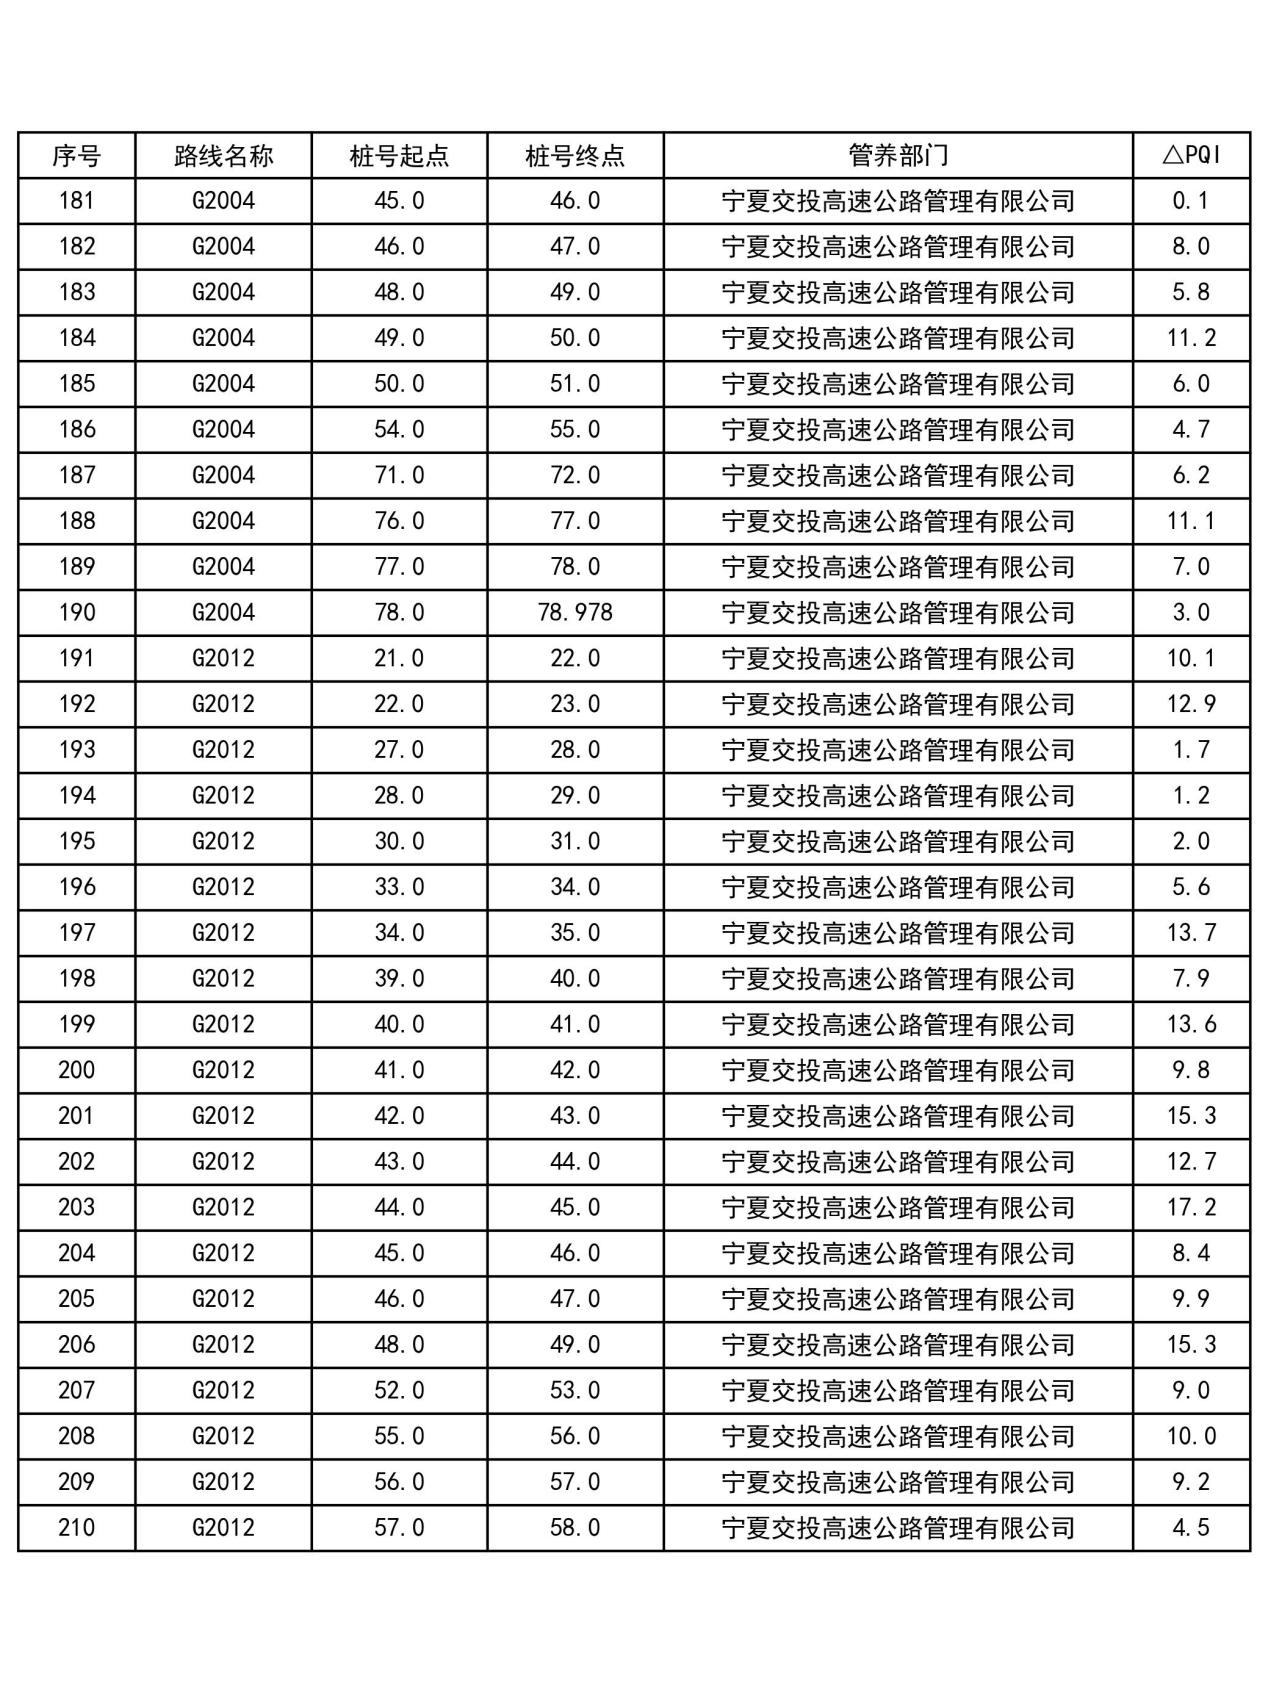 序号 路线名称 桩号起点 桩号终点 管养部门 △PQI
181 G2004 45.0 46.0 宁夏交投高速公路管理有限公司 0.1
182 G2004 46.0 47.0 宁夏交投高速公路管理有限公司 8.0
183 G2004 48.0 49.0 宁夏交投高速公路管理有限公司 5.8
184 G2004 49.0 50.0 宁夏交投高速公路管理有限公司 11.2
185 G2004 50.0 51.0 宁夏交投高速公路管理有限公司 6.0
186 G2004 54.0 55.0 宁夏交投高速公路管理有限公司 4.7
187 G2004 71.0 72.0 宁夏交投高速公路管理有限公司 6.2
188 G2004 76.0 77.0 宁夏交投高速公路管理有限公司 11.1
189 G2004 77.0 78.0 宁夏交投高速公路管理有限公司 7.0
190 G2004 78.0 78.978 宁夏交投高速公路管理有限公司 3.0
191 G2012 21.0 22.0 宁夏交投高速公路管理有限公司 10.1
192 G2012 22.0 23.0 宁夏交投高速公路管理有限公司 12.9
193 G2012 27.0 28.0 宁夏交投高速公路管理有限公司 1.7
194 G2012 28.0 29.0 宁夏交投高速公路管理有限公司 1.2
195 G2012 30.0 31.0 宁夏交投高速公路管理有限公司 2.0
196 G2012 33.0 34.0 宁夏交投高速公路管理有限公司 5.6
197 G2012 34.0 35.0 宁夏交投高速公路管理有限公司 13.7
198 G2012 39.0 40.0 宁夏交投高速公路管理有限公司 7.9
199 G2012 40.0 41.0 宁夏交投高速公路管理有限公司 13.6
200 G2012 41.0 42.0 宁夏交投高速公路管理有限公司 9.8
201 G2012 42.0 43.0 宁夏交投高速公路管理有限公司 15.3
202 G2012 43.0 44.0 宁夏交投高速公路管理有限公司 12.7
203 G2012 44.0 45.0 宁夏交投高速公路管理有限公司 17.2
204 G2012 45.0 46.0 宁夏交投高速公路管理有限公司 8.4
205 G2012 46.0 47.0 宁夏交投高速公路管理有限公司 9.9
206 G2012 48.0 49.0 宁夏交投高速公路管理有限公司 15.3
207 G2012 52.0 53.0 宁夏交投高速公路管理有限公司 9.0
208 G2012 55.0 56.0 宁夏交投高速公路管理有限公司 10.0
209 G2012 56.0 57.0 宁夏交投高速公路管理有限公司 9.2
210 G2012 57.0 58.0 宁夏交投高速公路管理有限公司 4.5